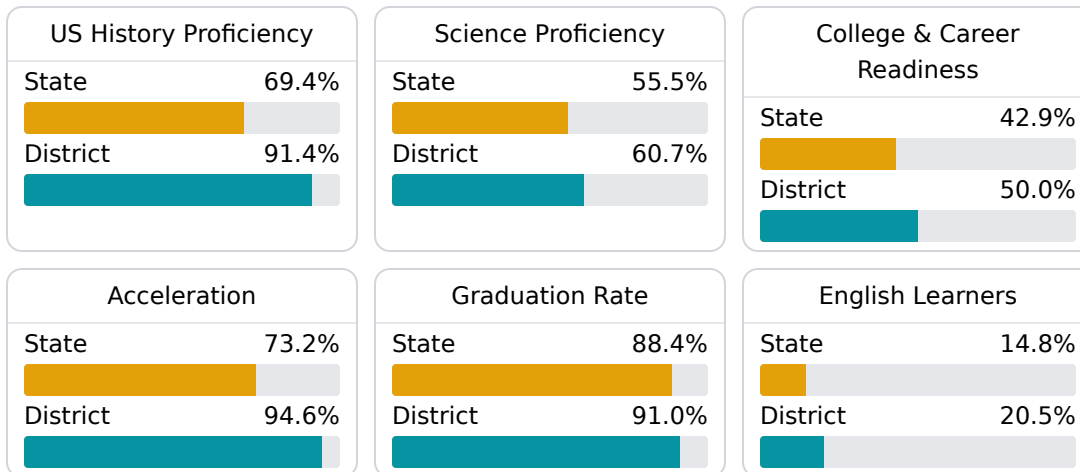 US History Proficiency
State 69.4%
District 91.4%
Science Proficiency
State 55.5%
District 60.7%
College & Career
Readiness
State 42.9%
District 50.0%
Acceleration
State 73.2%
District 94.6%
Graduation Rate
State 88.4%
District 91.0%
English Learners
State 14.8%
District 20.5%